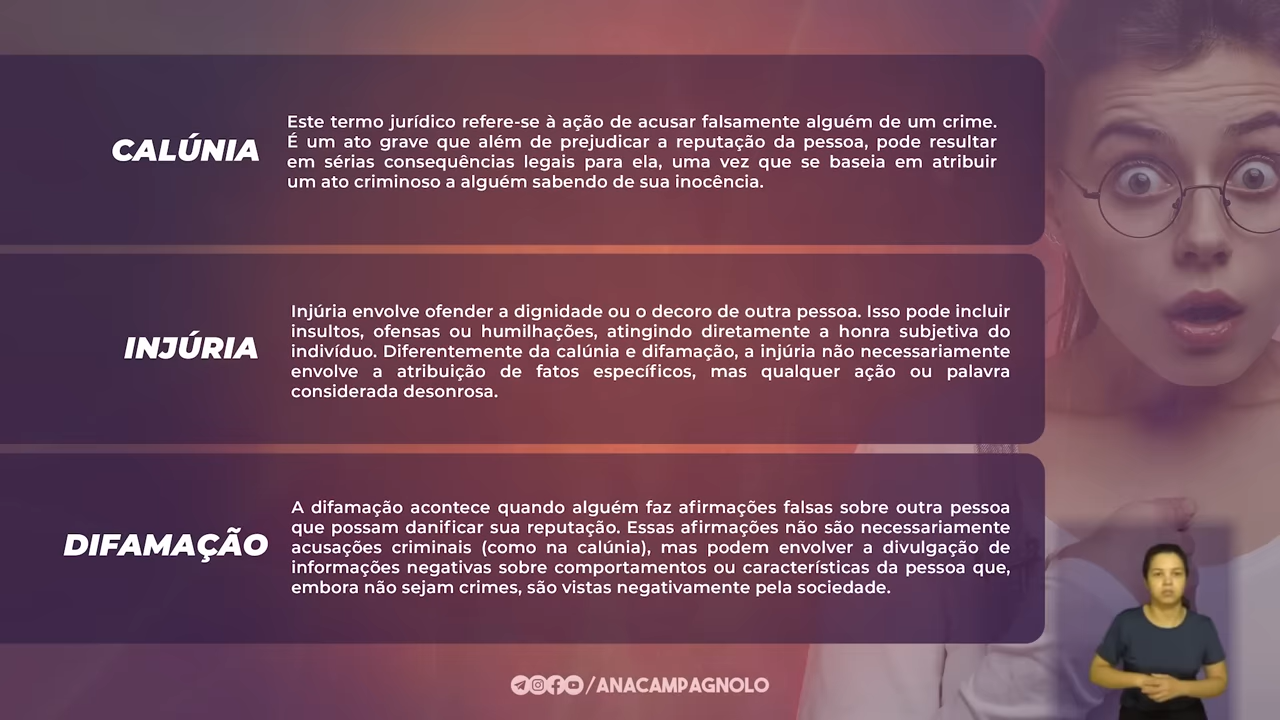 CALÚNIA
Este termo jurídico refere-se à ação de acusar falsamente alguém de um crime.
É um ato grave que além de prejudicar a reputação da pessoa, pode resultar
em sérias consequências legais para ela, uma vez que se baseia em atribuir
um ato criminoso a alguém sabendo de sua inocência.
INJÚRIA
Injúria envolve ofender a dignidade ou o decoro de outra pessoa. Isso pode incluir
insultos, ofensas ou humilhações, atingindo diretamente a honra subjetiva do
indivíduo. Diferentemente da calúnia e difamação, a injúria não necessariamente
envolve a atribuição de fatos específicos, mas qualquer ação ou palavra
considerada desonrosa.
DIFAMAÇÃO
A difamação acontece quando alguém faz afirmações falsas sobre outra pessoa
que possam danificar sua reputação. Essas afirmações não são necessariamente
acusações criminais (como na calúnia), mas podem envolver a divulgação de
informações negativas sobre comportamentos ou características da pessoa que,
embora não sejam crimes, são vistas negativamente pela sociedade.
/ANACAMPAGNOLO